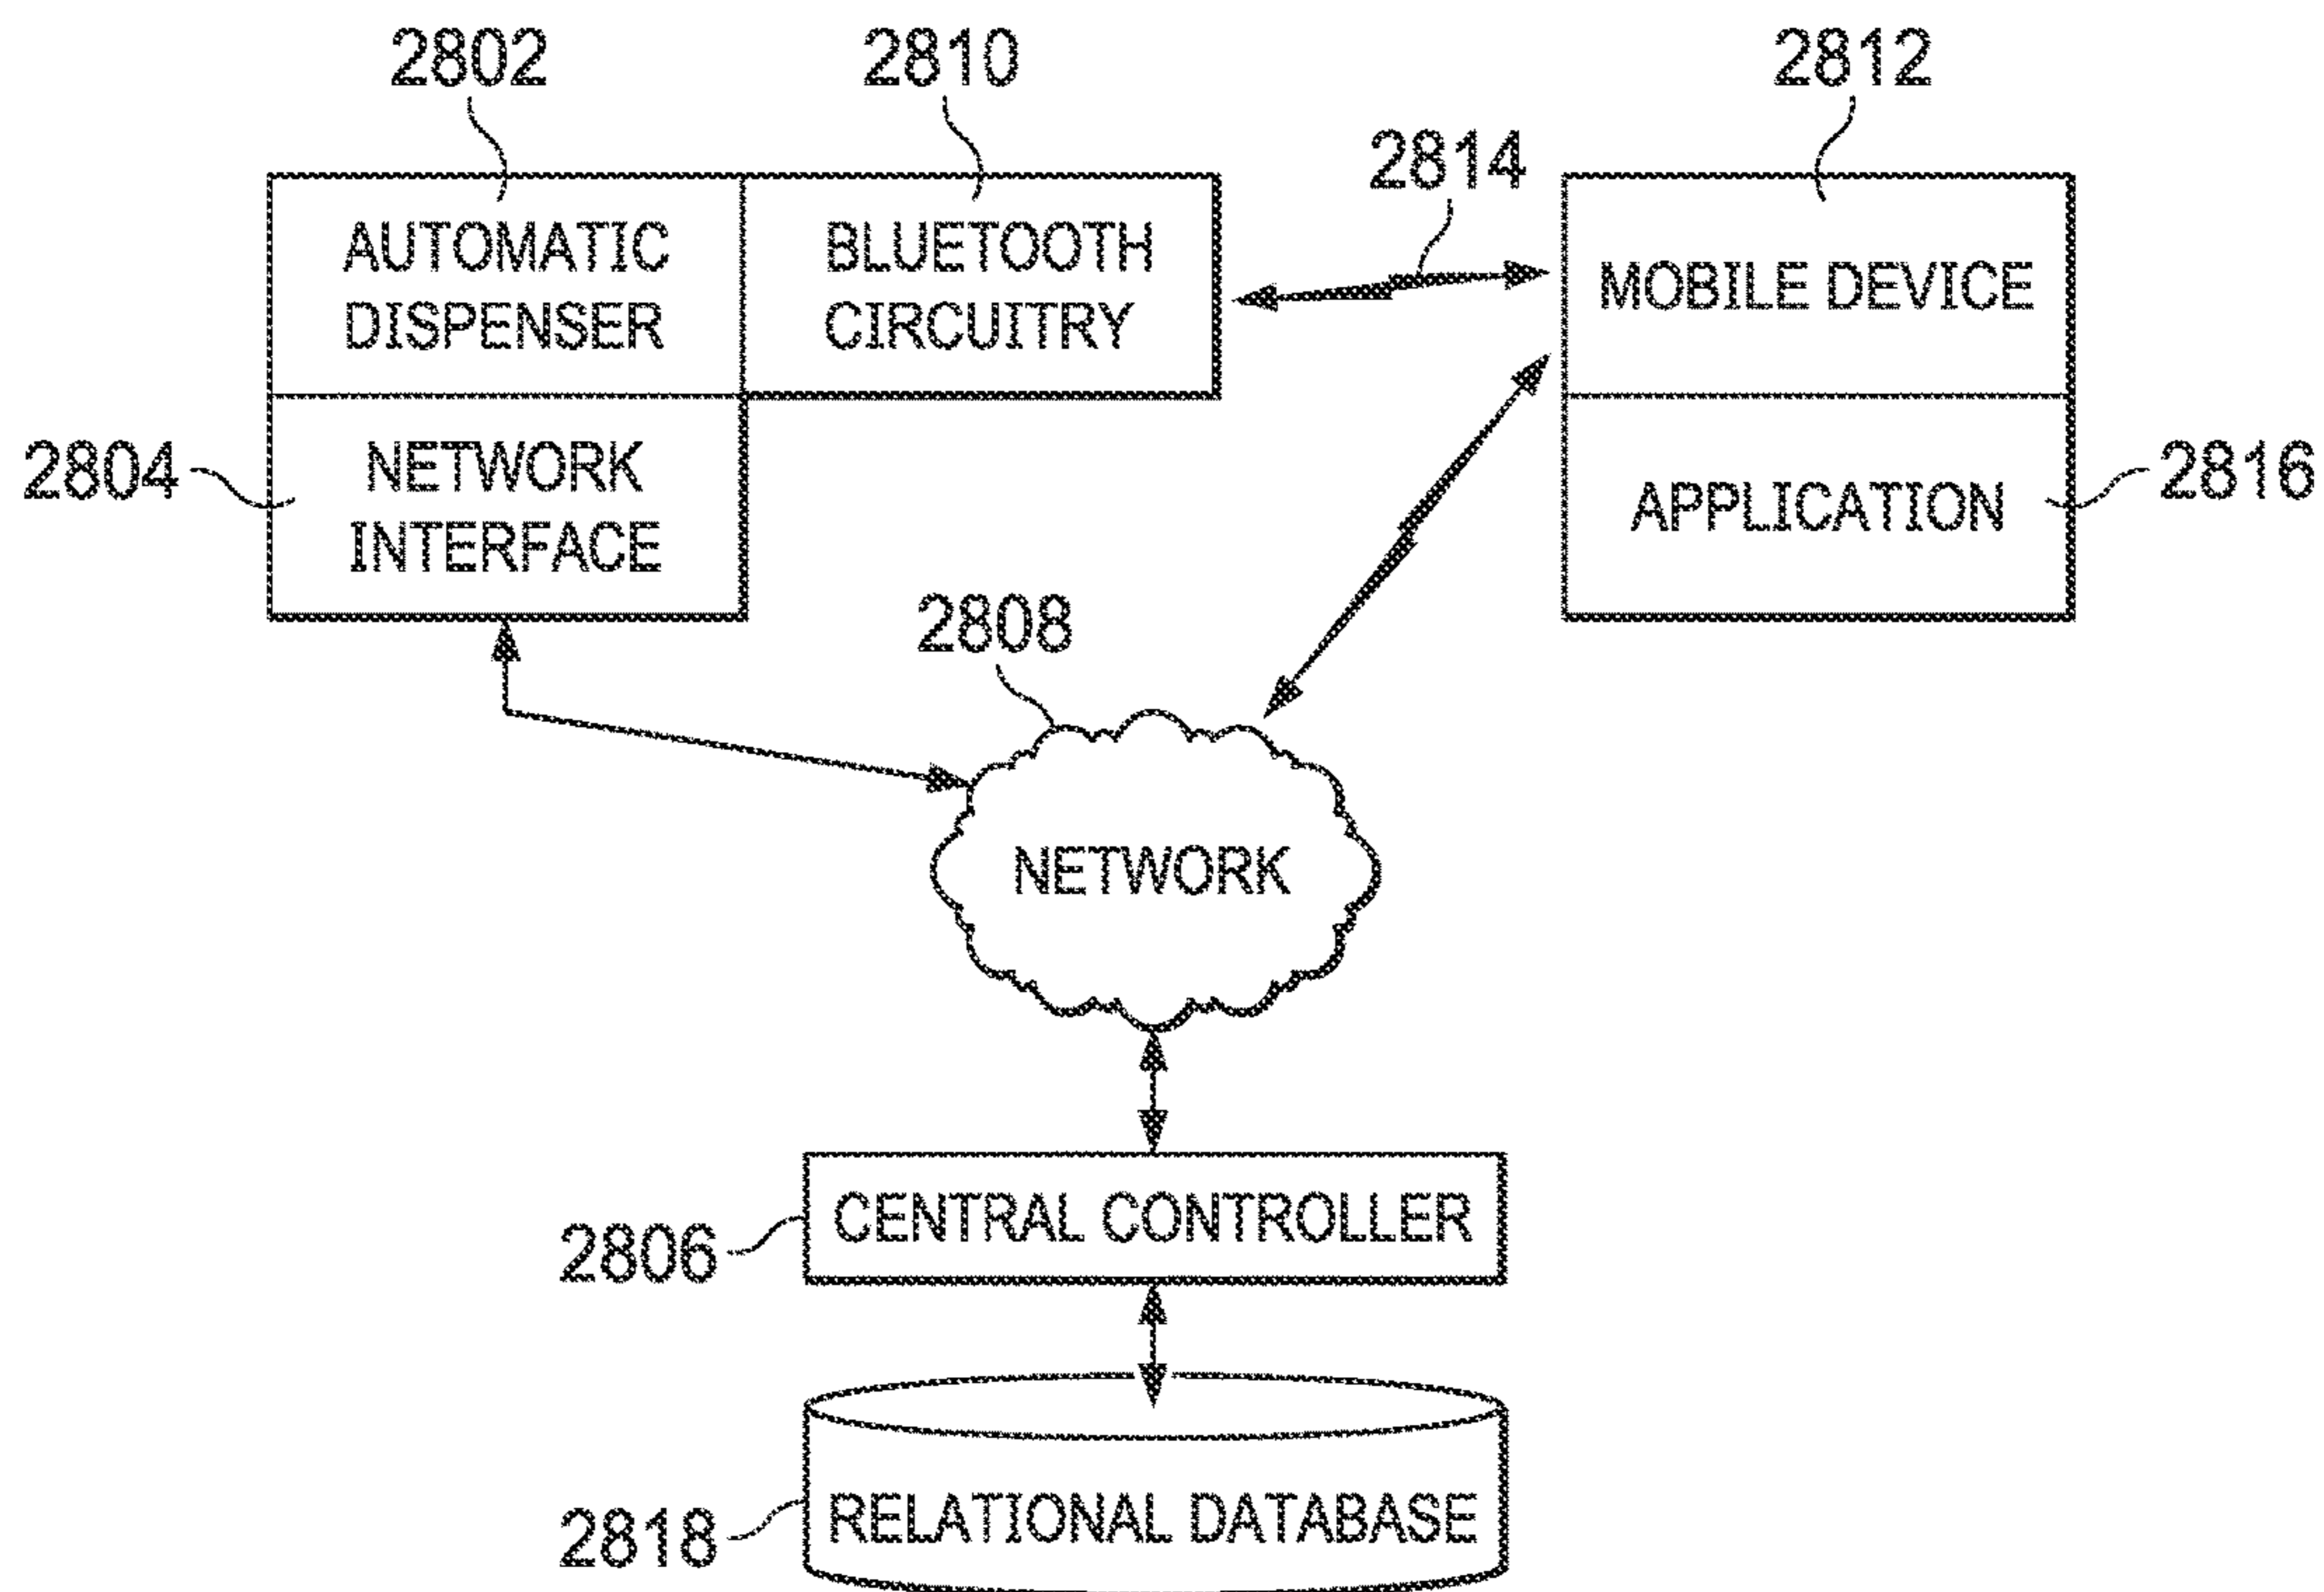 2802
2810
2812
2814
AUTOMATIC
DISPENSER
BLUETOOTH
CIRCUITRY
MOBILE DEVICE
2804
NETWORK
INTERFACE
APPLICATION
2816
2808
NETWORK
2806
CENTRAL CONTROLLER
2818
RELATIONAL DATABASE